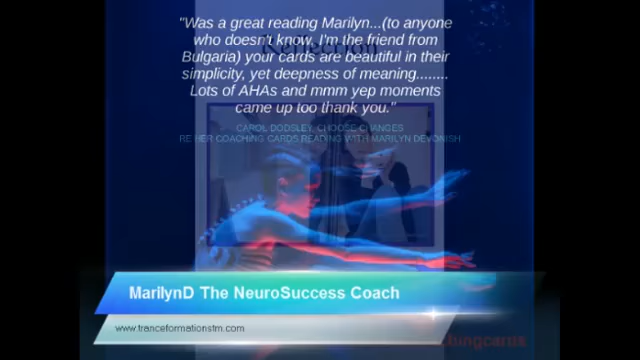 Reflection
"Was a great reading Marilyn...(to anyone
who doesn't know, I'm the friend from
Bulgaria) your cards are beautiful in their
simplicity, yet deepness of meaning........
Lots of AHAs and mmm yep moments
came up too thank you."
CAROL DODSLEY, CHOOSE CHANGES
RE HER COACHING CARDS READING WITH MARILYN DEVONISH
MarilynD The NeuroSuccess Coach
www.tranceformationstm.com
hingcards